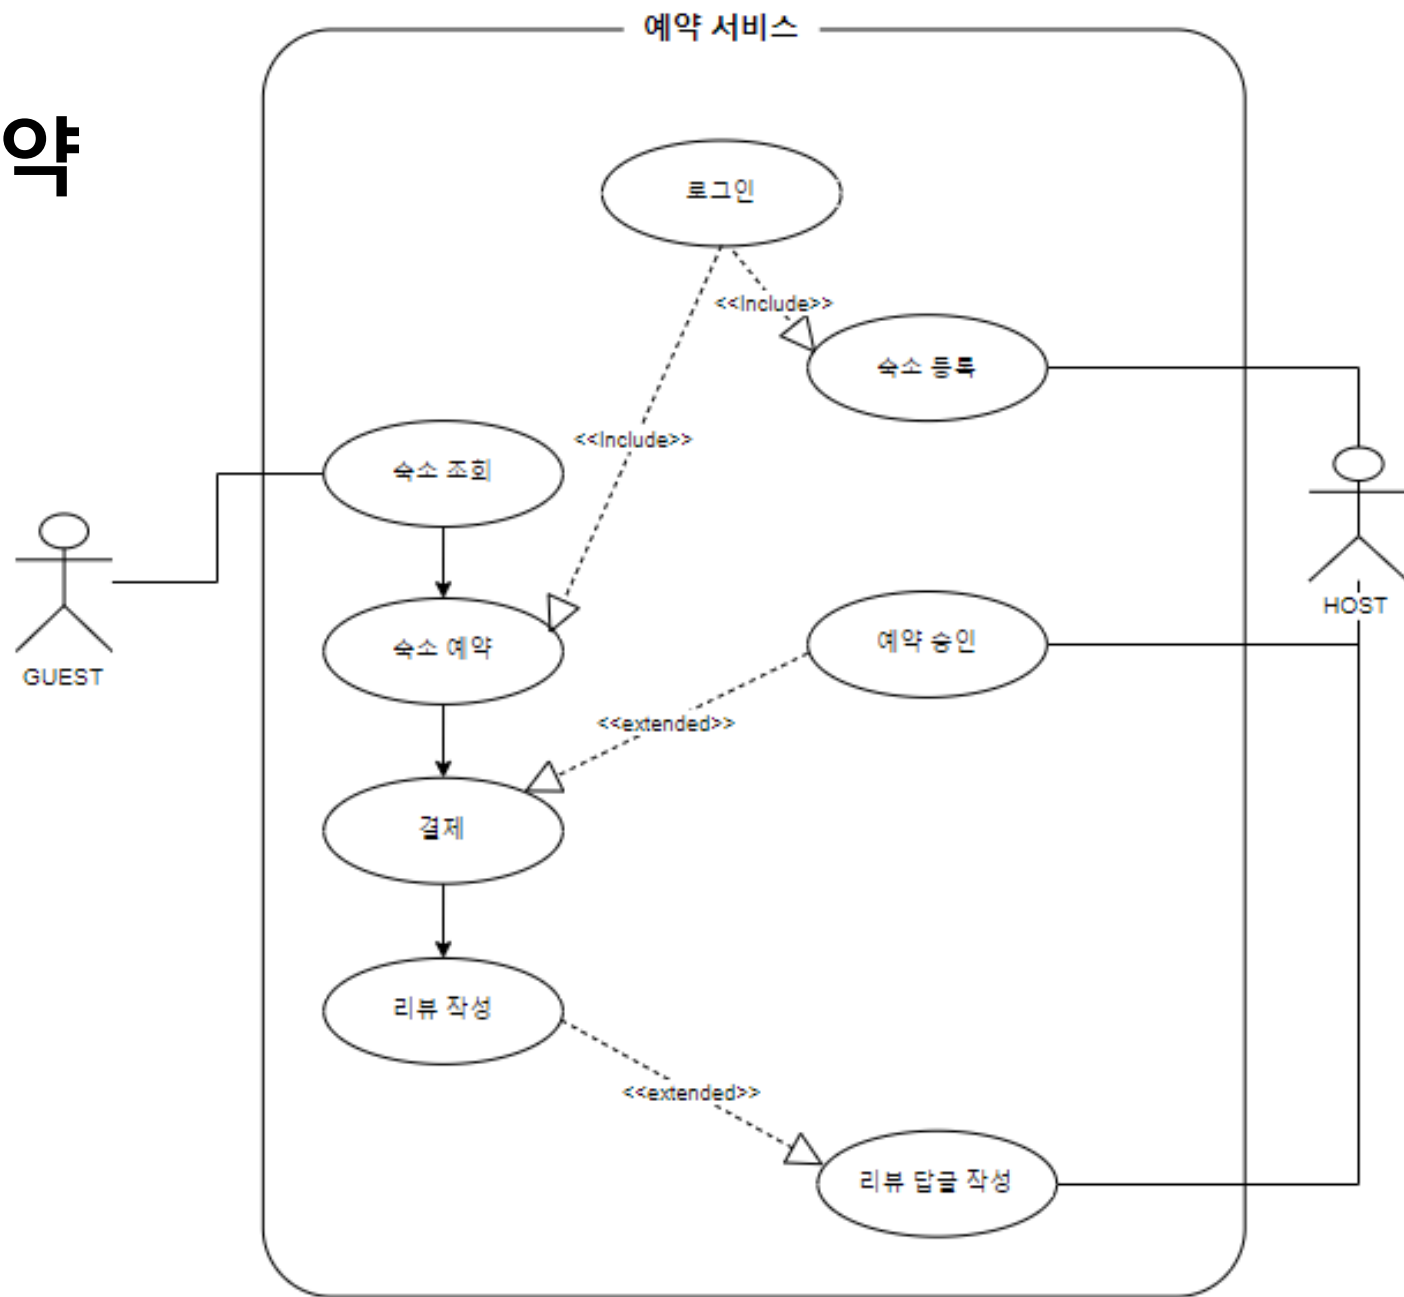 예약 서비스
약
로그인
<<Include>>
숙소 등록
<<Include>>
숙소 조회
HOST
숙소 예약
예약 승인
GUEST
<<extended>>
결제
리뷰 작성
<<extended>>
리뷰 답글 작성